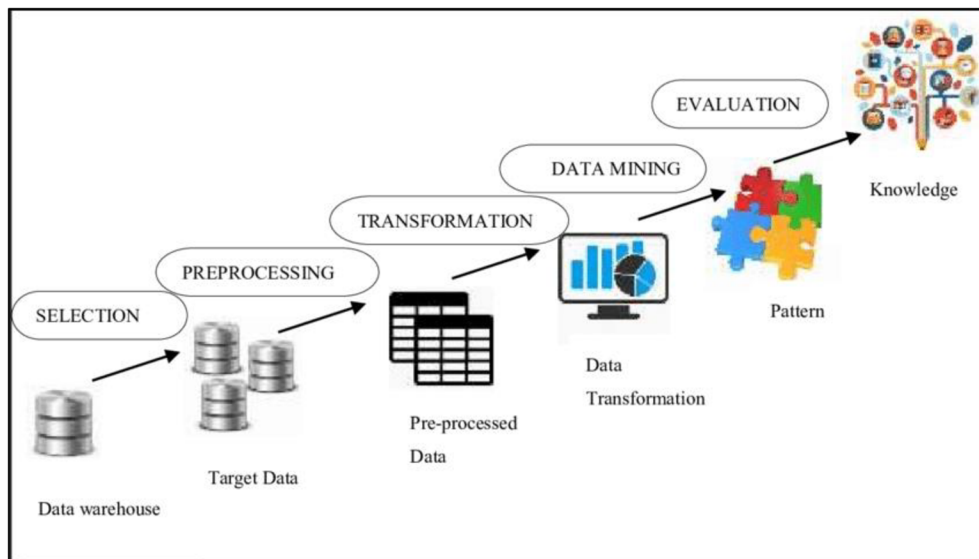 EVALUATION
Knowledge
DATA MINING
Pattern
TRANSFORMATION
Data
Transformation
PREPROCESSING
Pre-processed
Data
SELECTION
Target Data
Data warehouse